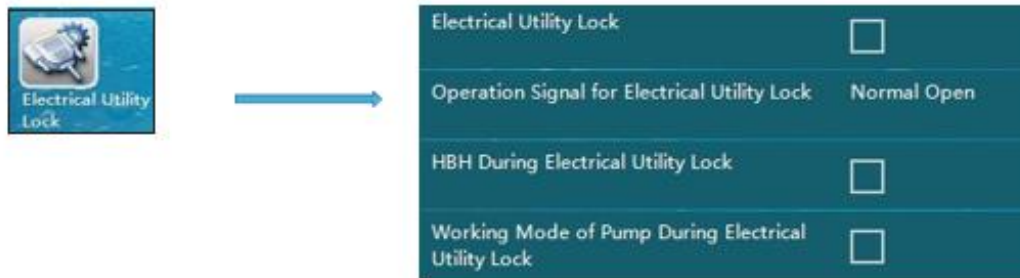 Electrical Utility
Lock
Electrical Utility Lock
Operation Signal for Electrical Utility Lock Normal Open
HBH During Electrical Utility Lock
Working Mode of Pump During Electrical
Utility Lock